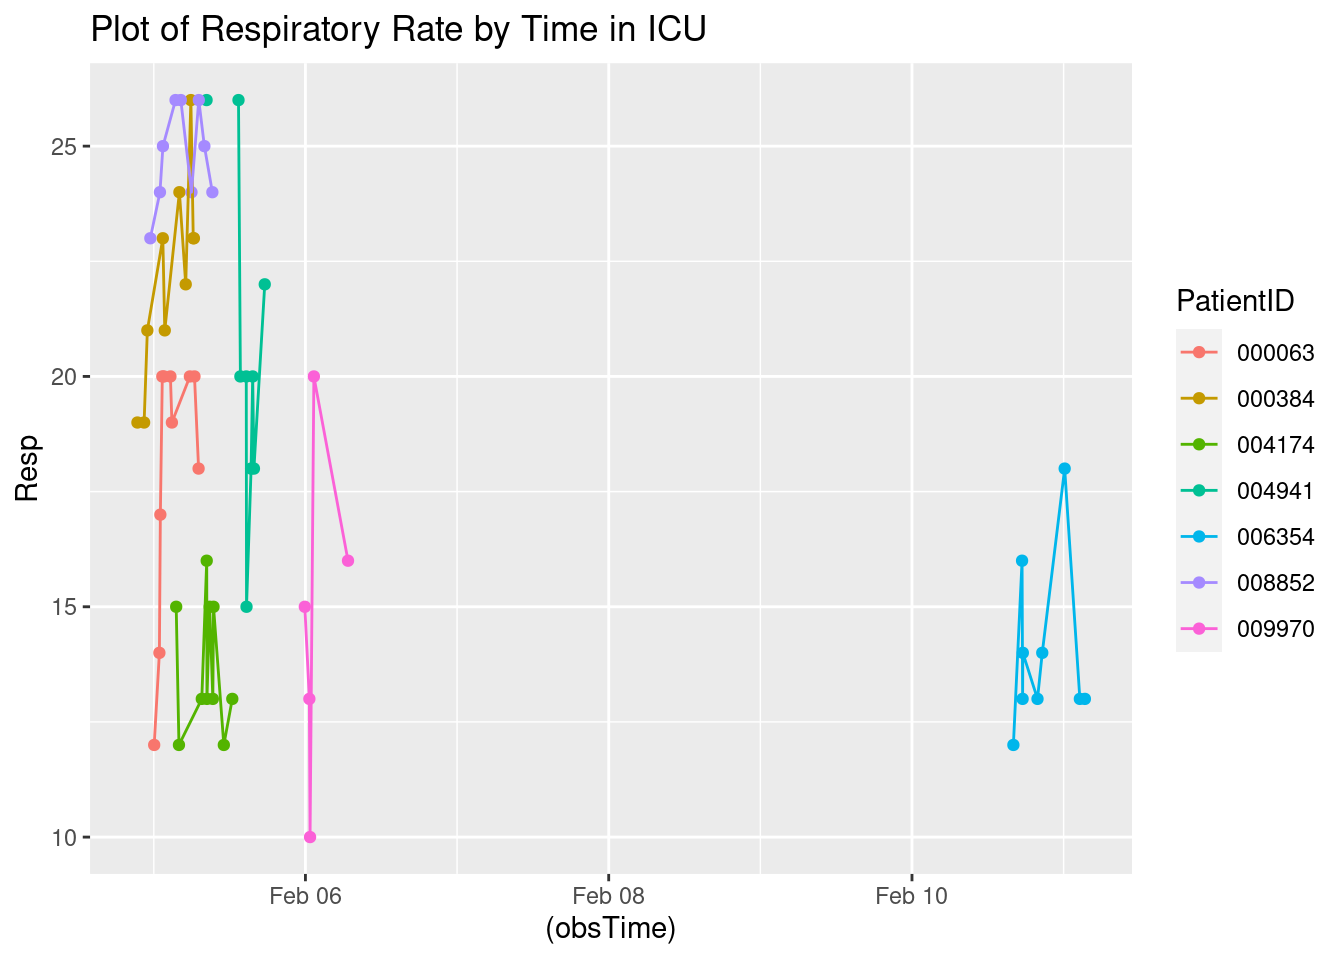 Plot of Respiratory Rate by Time in ICU
25
20
15
10
Resp
Feb 06
Feb 08
Feb 10
(obsTime)
PatientID
000063
000384
004174
004941
006354
008852
009970